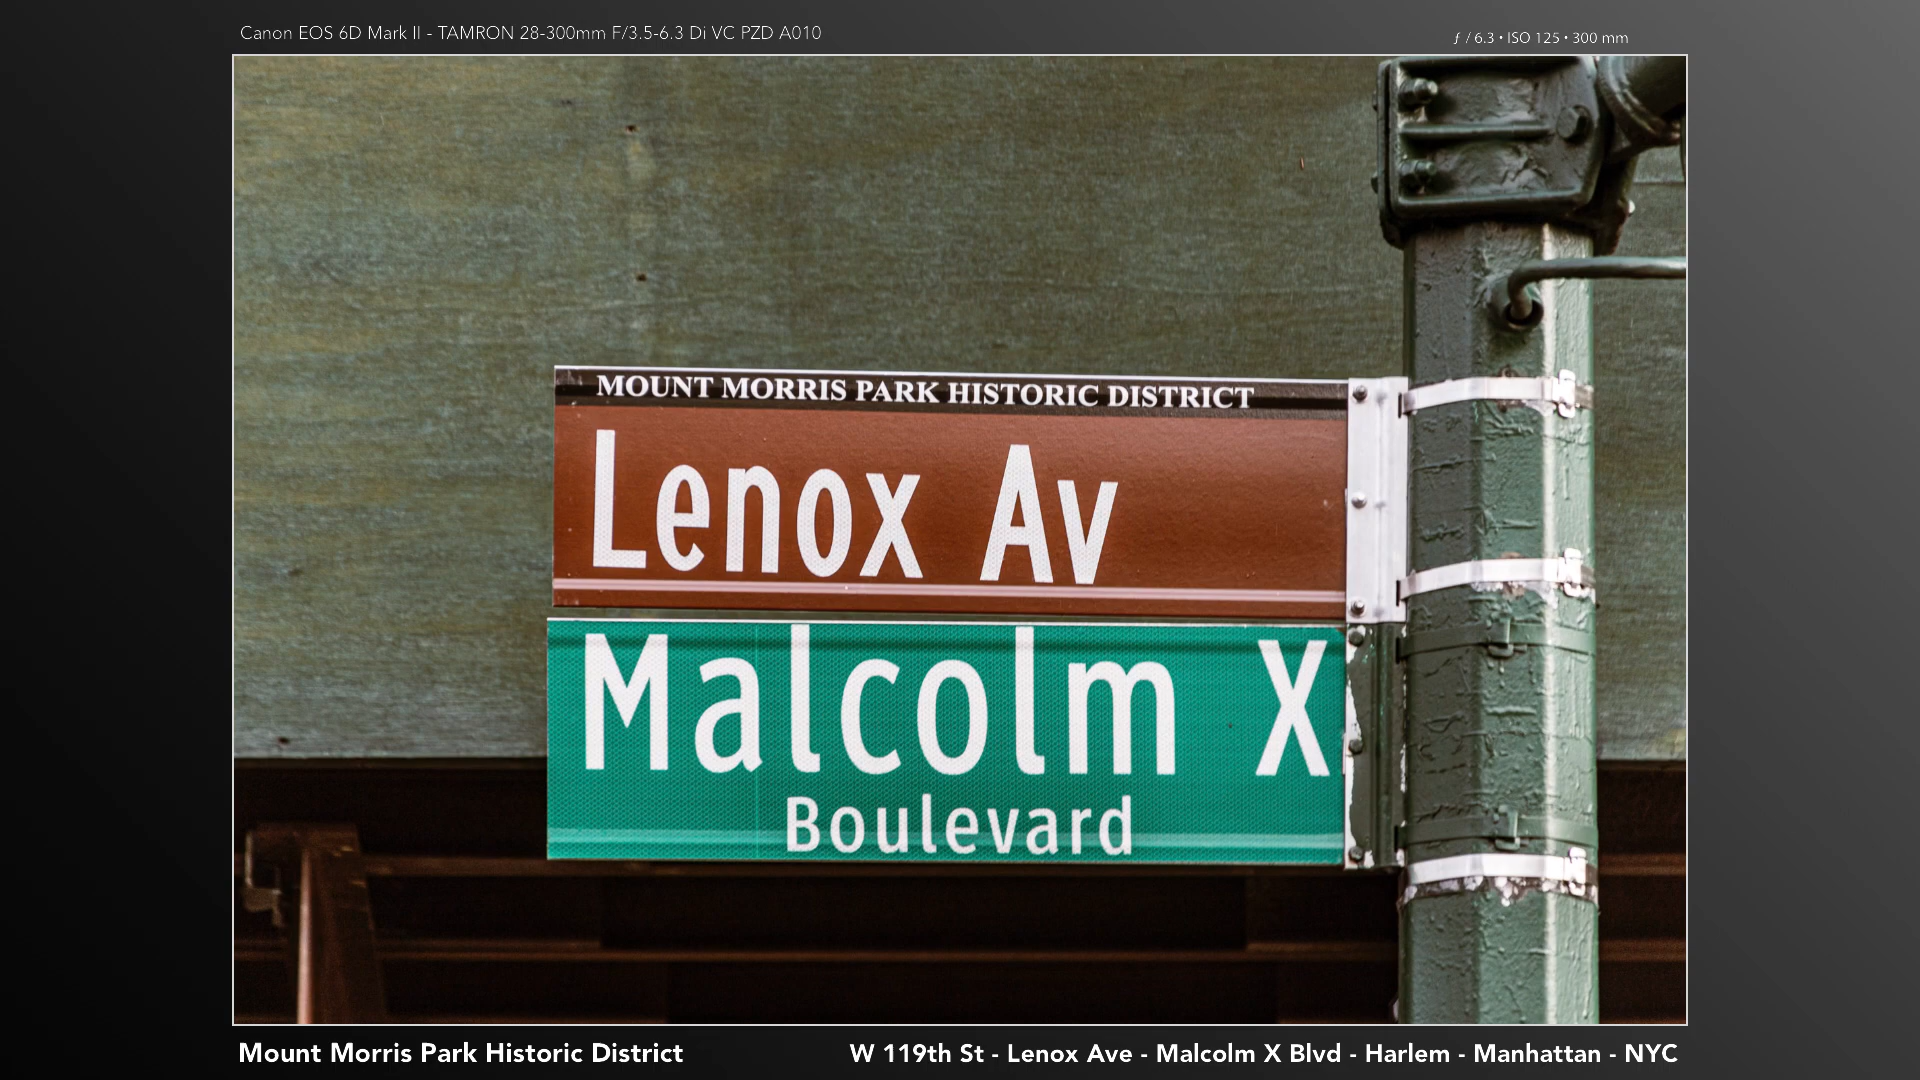 Canon EOS 6D Mark II - TAMRON 28-300mm F/3.5-6.3 Di VC PZD A010
ƒ / 6.3 • ISO 125 • 300 mm
MOUNT MORRIS PARK HISTORIC DISTRICT
Lenox Av
Malcolm X
Boulevard
Mount Morris Park Historic District
W 119th St - Lenox Ave - Malcolm X Blvd - Harlem - Manhattan - NYC